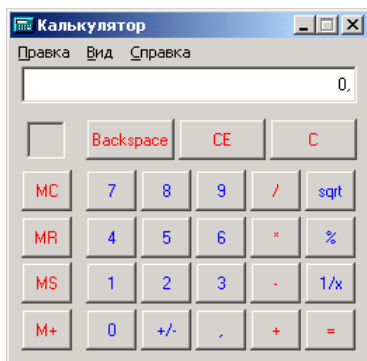 Калькулятор
Правка Вид Справка
0,
Backspace CE C
MC 7 8 9 / sqrt
MR 4 5 6 * %
MS 1 2 3 - 1/x
M+ 0 +/- , + =